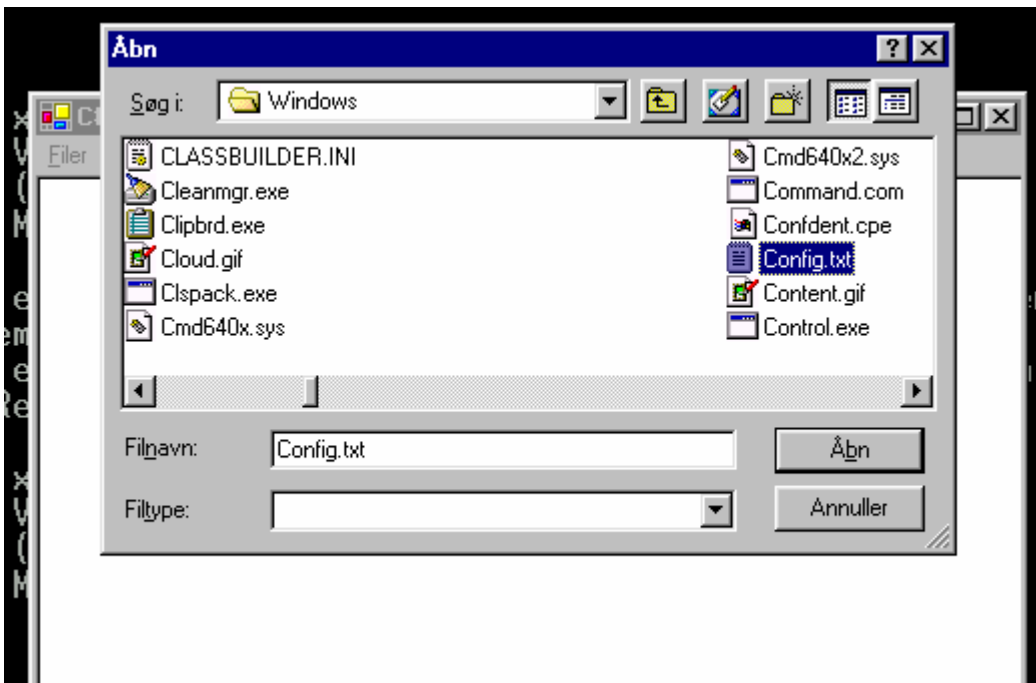 Åbn
Søg i: Windows
Filer
CLASSBUILDER.INI
Cleanmgr.exe
Clipbrd.exe
Cloud.gif
Clspack.exe
Cmd640x.sys
Cmd640x2.sys
Command.com
Confdent.cpe
Config.txt
Content.gif
Control.exe
Filnavn: Config.txt
Åbn
Filtype:
Annuller